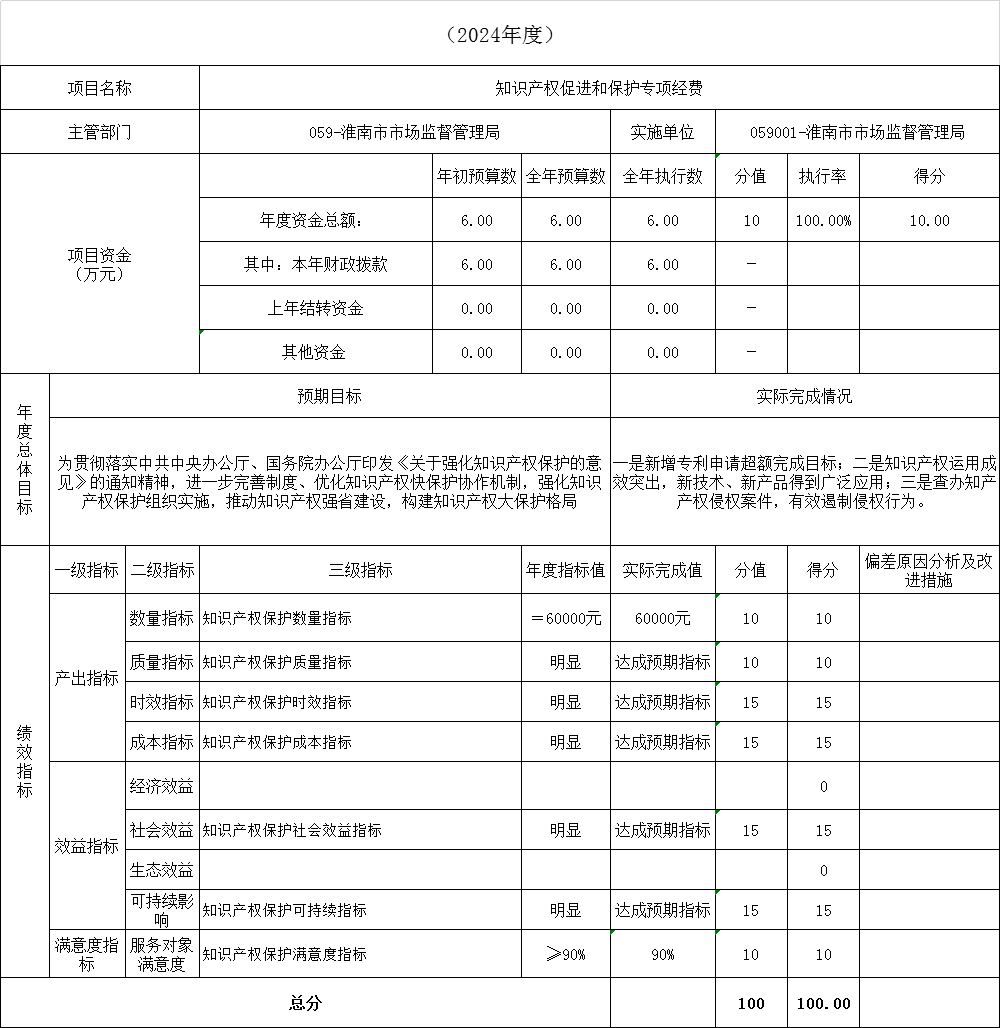 （2024年度）
项目名称 知识产权促进和保护专项经费
主管部门 059-淮南市市场监督管理局 实施单位 059001-淮南市市场监督管理局
项目资金
（万元）
年初预算数 全年预算数 全年执行数 分值 执行率 得分
年度资金总额： 6.00 6.00 6.00 10 100.00% 10.00
其中：本年财政拨款 6.00 6.00 6.00 －
上年结转资金 0.00 0.00 0.00 －
其他资金 0.00 0.00 0.00 －
年度总体目标
预期目标 实际完成情况
为贯彻落实中共中央办公厅、国务院办公厅印发《关于强化知识产权保护的意
见》的通知精神，进一步完善制度、优化知识产权快保护协作机制，强化知识
产权保护组织实施，推动知识产权强省建设，构建知识产权大保护格局
一是新增专利申请超额完成目标；二是知识产权运用成
效突出，新技术、新产品得到广泛应用；三是查办知产
产权侵权案件，有效遏制侵权行为。
绩效指标
一级指标 二级指标 三级指标 年度指标值 实际完成值 分值 得分 偏差原因分析及改
进措施
产出指标
数量指标 知识产权保护数量指标 ＝60000元 60000元 10 10
质量指标 知识产权保护质量指标 明显 达成预期指标 10 10
时效指标 知识产权保护时效指标 明显 达成预期指标 15 15
成本指标 知识产权保护成本指标 明显 达成预期指标 15 15
效益指标
经济效益 0
社会效益 知识产权保护社会效益指标 明显 达成预期指标 15 15
生态效益 0
可持续影
响
知识产权保护可持续指标 明显 达成预期指标 15 15
满意度指
标
服务对象
满意度
知识产权保护满意度指标 ≥90% 90% 10 10
总分 100 100.00